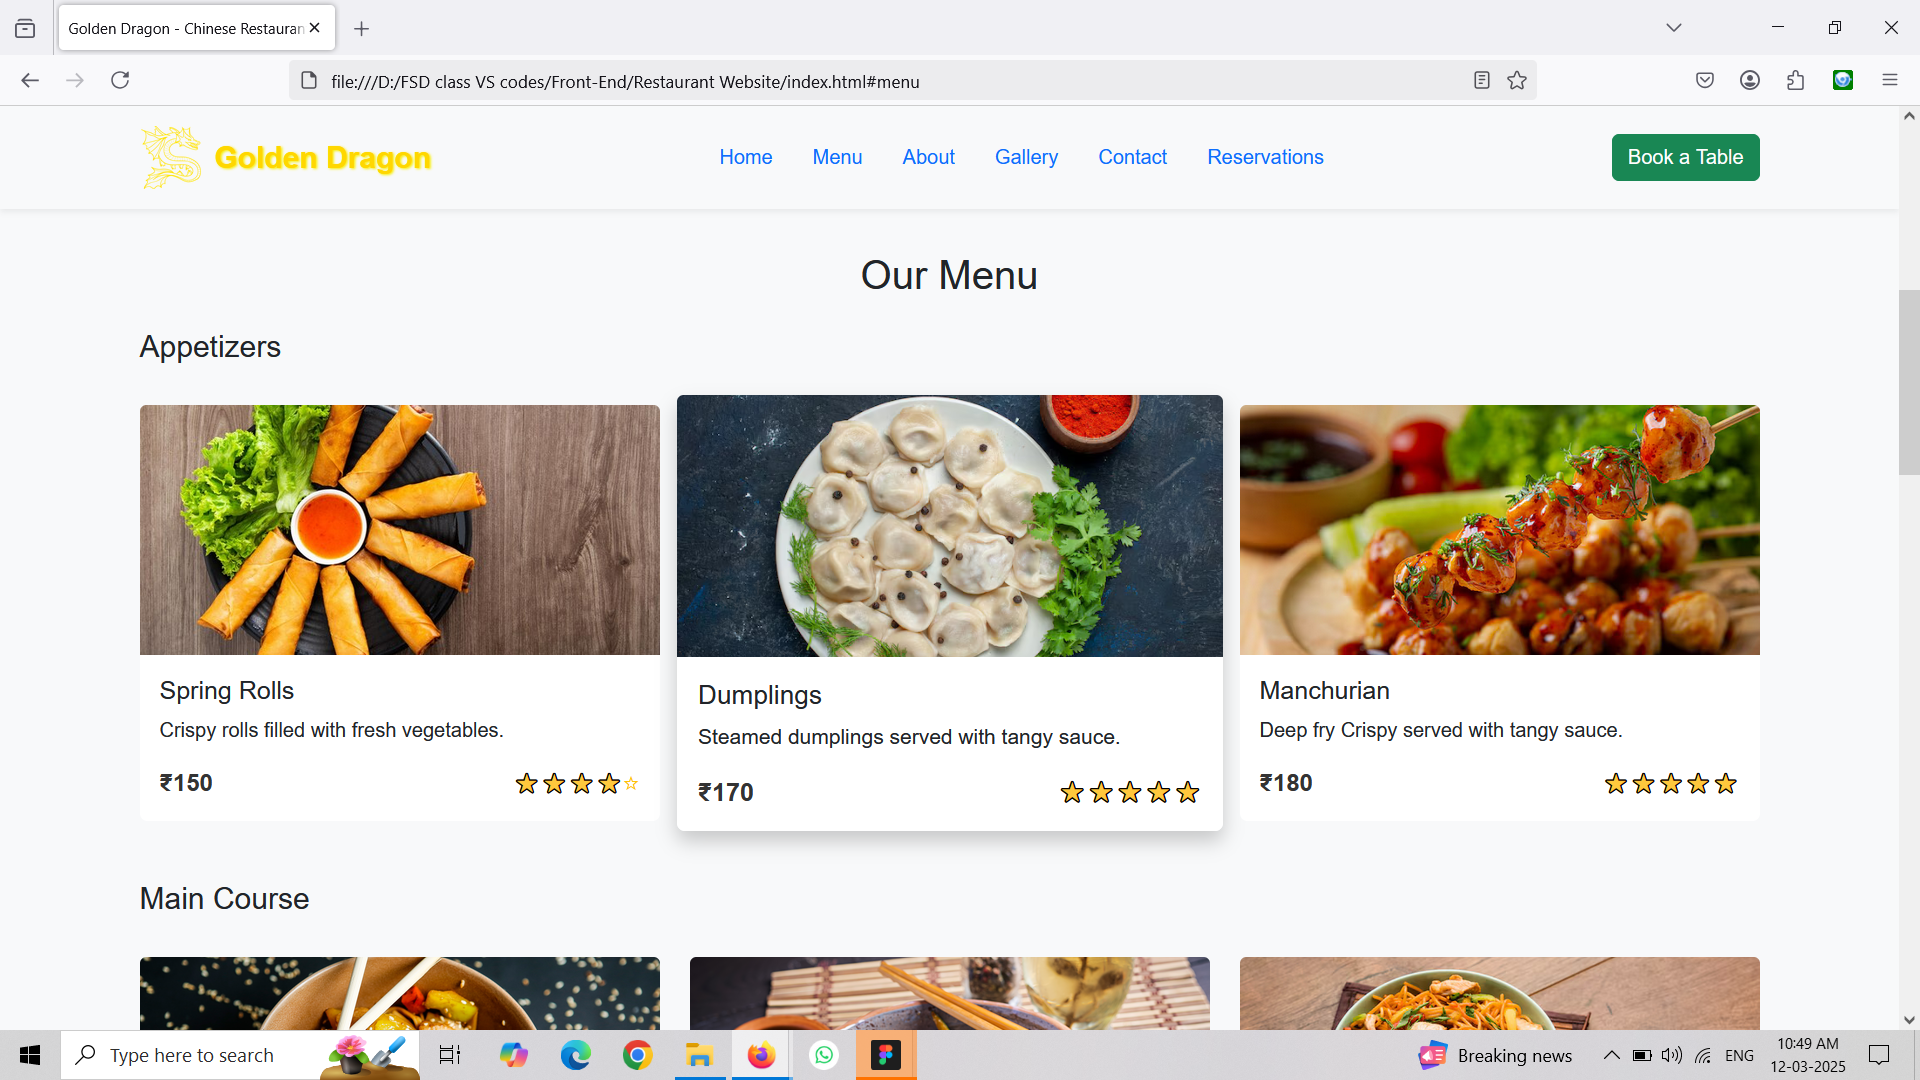 Golden Dragon - Chinese Restauran
file:///D:/FSD class VS codes/Front-End/Restaurant Website/index.html#menu
Golden Dragon
Home Menu About Gallery Contact Reservations
Book a Table
Our Menu
Appetizers
Spring Rolls
Crispy rolls filled with fresh vegetables.
₹150
Dumplings
Steamed dumplings served with tangy sauce.
₹170
Manchurian
Deep fry Crispy served with tangy sauce.
₹180
Main Course
Type here to search
Breaking news
ENG
10:49 AM
12-03-2025